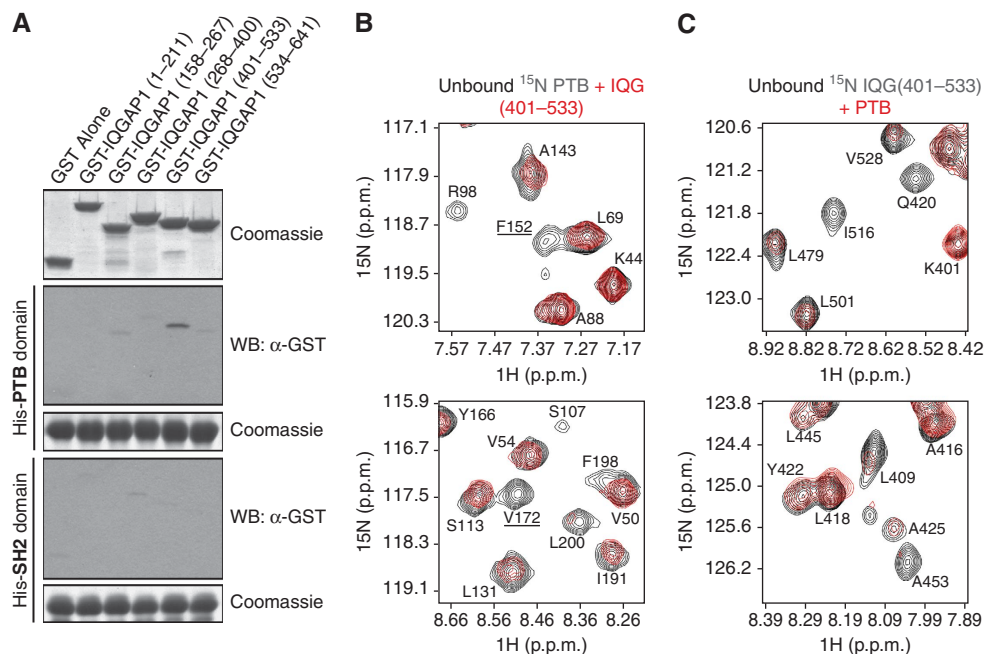 A
GST Alone
GST-IQGAP1 (1–211)
GST-IQGAP1 (158–267)
GST-IQGAP1 (268–400)
GST-IQGAP1 (401–533)
GST-IQGAP1 (534–641)
Coomassie
His-PTB domain
WB: α-GST
Coomassie
His-SH2 domain
WB: α-GST
Coomassie
B
Unbound ¹⁵N PTB + IQG
(401–533)
117.1
117.9
118.7
119.5
120.3
15N (p.p.m.)
A143
R98
F152
L69
K44
A88
7.57 7.47 7.37 7.27 7.17
1H (p.p.m.)
115.9
116.7
117.5
118.3
119.1
15N (p.p.m.)
Y166
S107
V54
F198
S113
V172
V50
L200
L131
I191
8.66 8.56 8.46 8.36 8.26
1H (p.p.m.)
C
Unbound ¹⁵N IQG(401–533)
+ PTB
120.6
121.2
121.8
122.4
123.0
15N (p.p.m.)
V528
Q420
I516
L479
K401
L501
8.92 8.82 8.72 8.62 8.52 8.42
1H (p.p.m.)
123.8
124.4
125.0
125.6
126.2
15N (p.p.m.)
L445
A416
Y422
L409
L418
A425
A453
8.39 8.29 8.19 8.09 7.99 7.89
1H (p.p.m.)